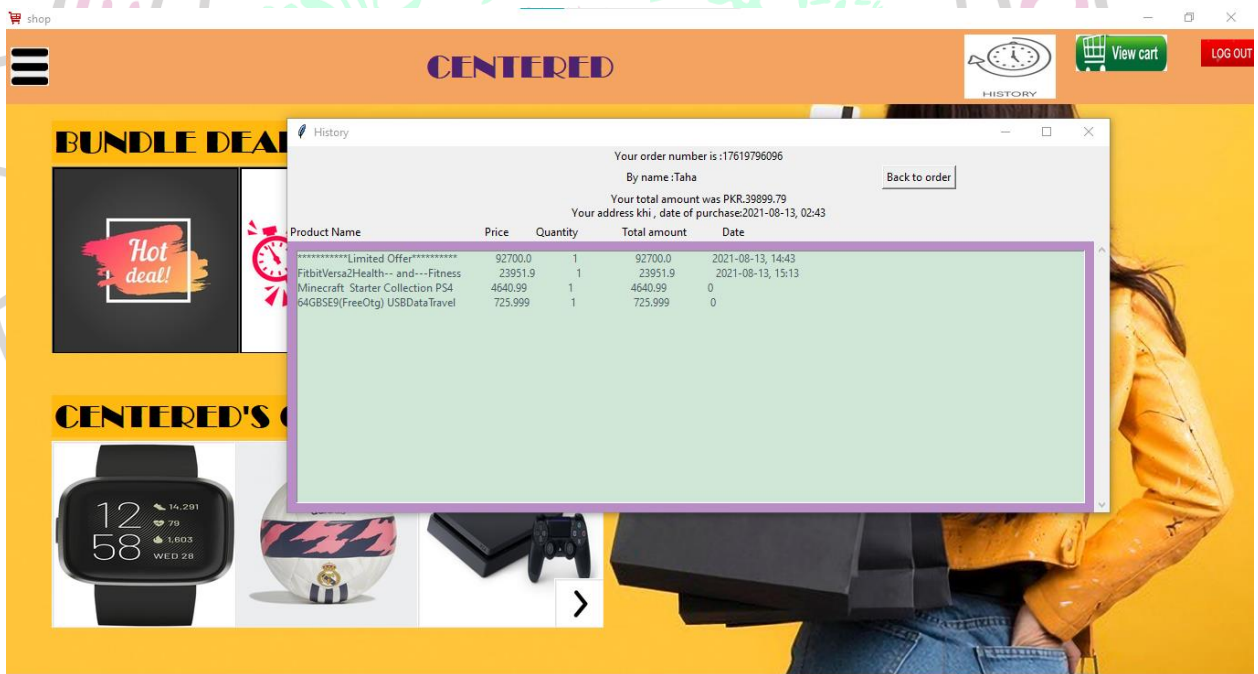 shop
CENTERED
HISTORY
View cart
LOG OUT
BUNDLE DEAL
Hot
deal!
History
Your order number is :17619796096
By name :Taha
Back to order
Your total amount was PKR.39899.79
Your address khi , date of purchase:2021-08-13, 02:43
Product Name Price Quantity Total amount Date
***********Limited Offer********** 92700.0 1 92700.0 2021-08-13, 14:43
FitbitVersa2Health-- and---Fitness 23951.9 1 23951.9 2021-08-13, 15:13
Minecraft Starter Collection PS4 4640.99 1 4640.99 0
64GBSE9(FreeOtg) USBDataTravel 725.999 1 725.999 0
CENTERED'S
12
58
14,291
79
1,603
WED 28